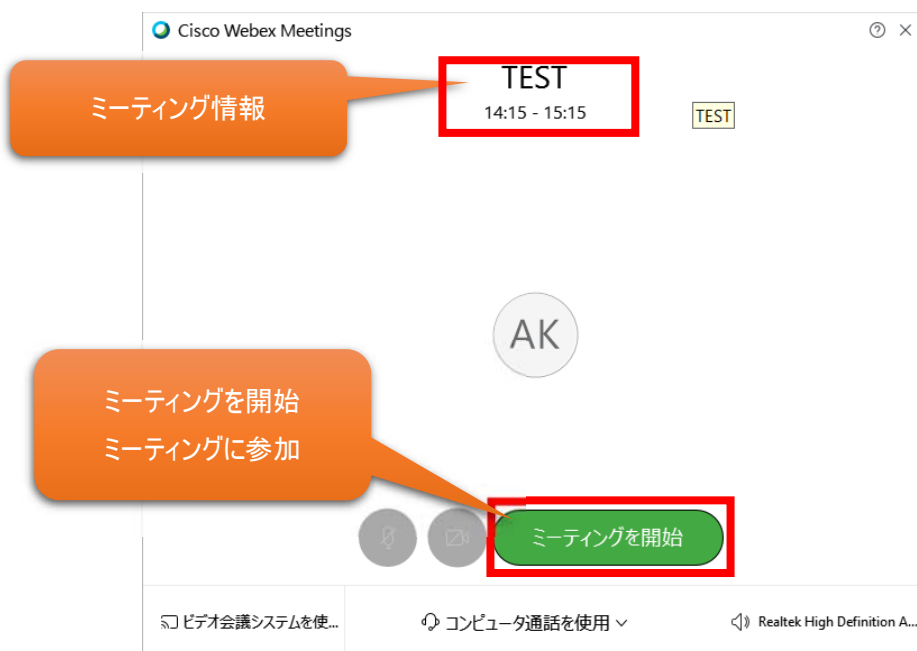 Cisco Webex Meetings
ミーティング情報
TEST
14:15 - 15:15
TEST
AK
ミーティングを開始
ミーティングに参加
ミーティングを開始
ビデオ会議システムを使...
コンピュータ通話を使用
Realtek High Definition A...